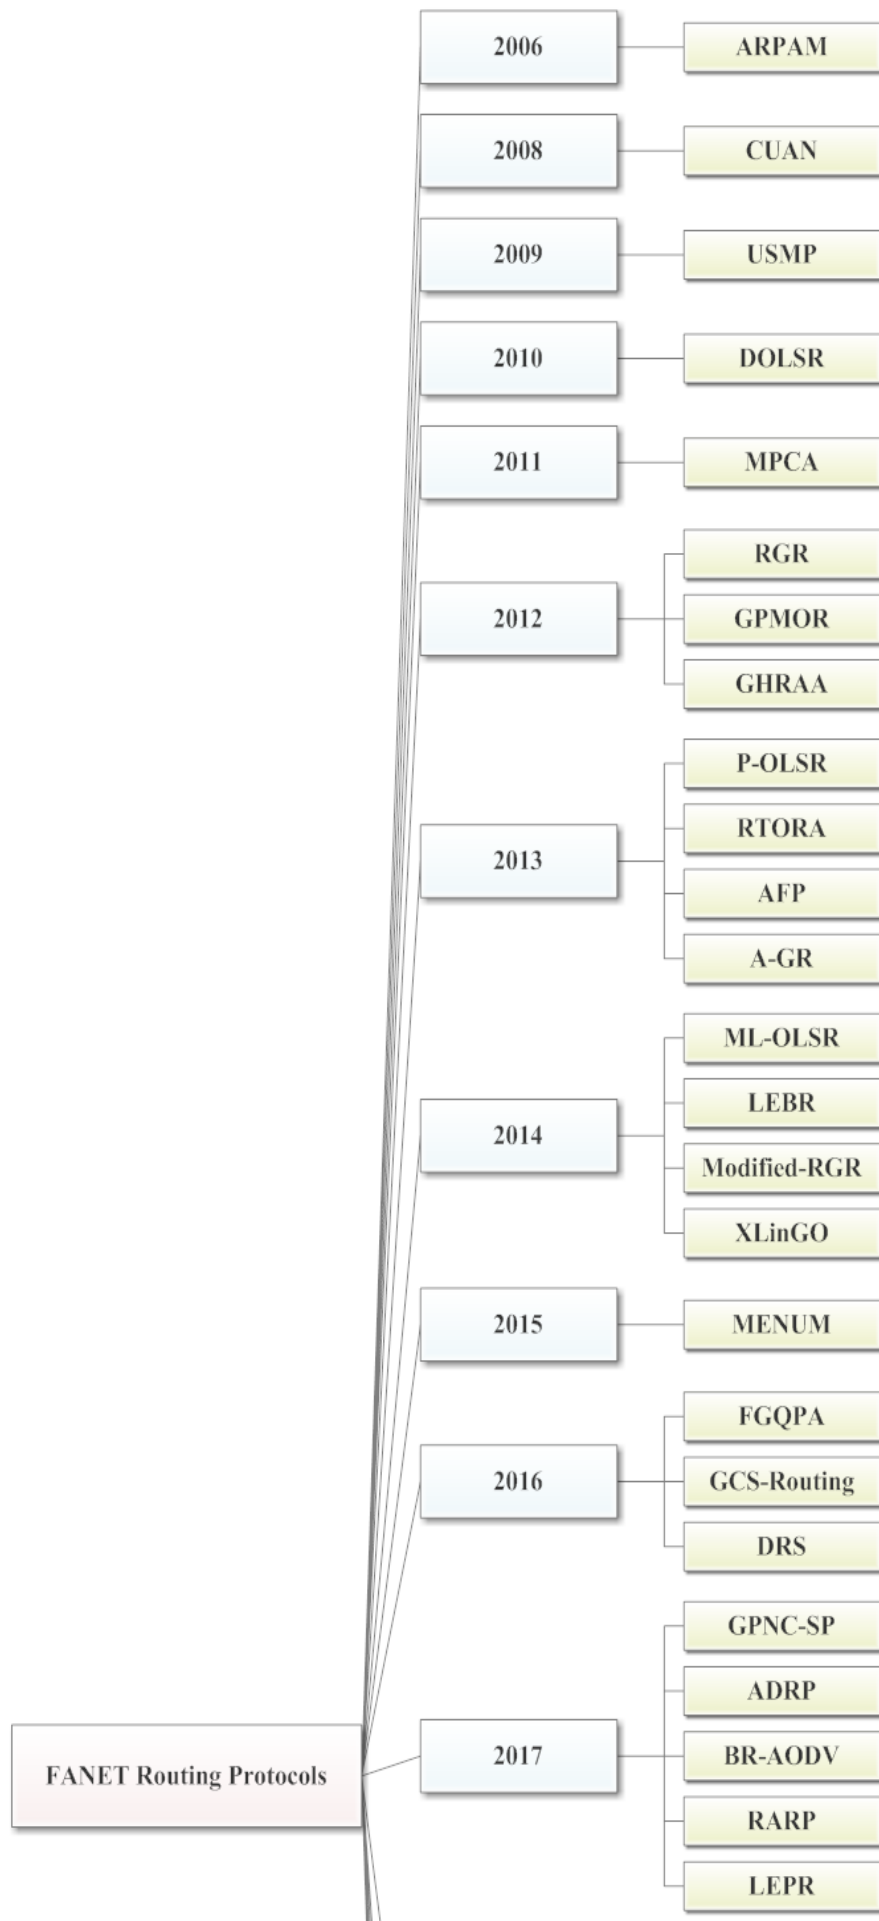 2006
ARPAM
2008
CUAN
2009
USMP
2010
DOLSR
2011
MPCA
2012
RGR
GPMOR
GHRAA
2013
P-OLSR
RTORA
AFP
A-GR
2014
ML-OLSR
LEBR
Modified-RGR
XLinGO
2015
MENUM
2016
FGQPA
GCS-Routing
DRS
FANET Routing Protocols
2017
GPNC-SP
ADRP
BR-AODV
RARP
LEPR